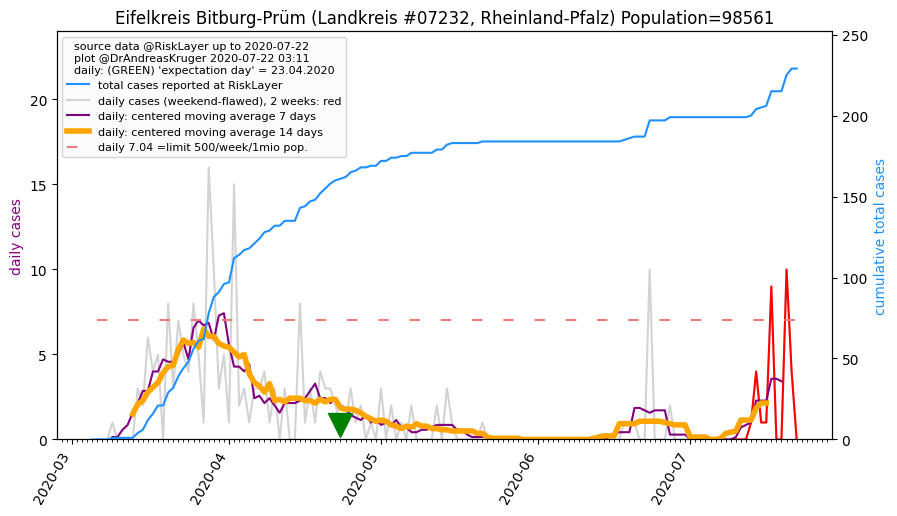 Eifelkreis Bitburg-Prüm (Landkreis #07232, Rheinland-Pfalz) Population=98561
source data @RiskLayer up to 2020-07-22
plot @DrAndreasKruger 2020-07-22 03:11
daily: (GREEN) 'expectation day' = 23.04.2020
total cases reported at RiskLayer
daily cases (weekend-flawed), 2 weeks: red
daily: centered moving average 7 days
daily: centered moving average 14 days
daily 7.04 =limit 500/week/1mio pop.
daily cases
0
5
10
15
20
cumulative total cases
0
50
100
150
200
250
2020-03
2020-04
2020-05
2020-06
2020-07